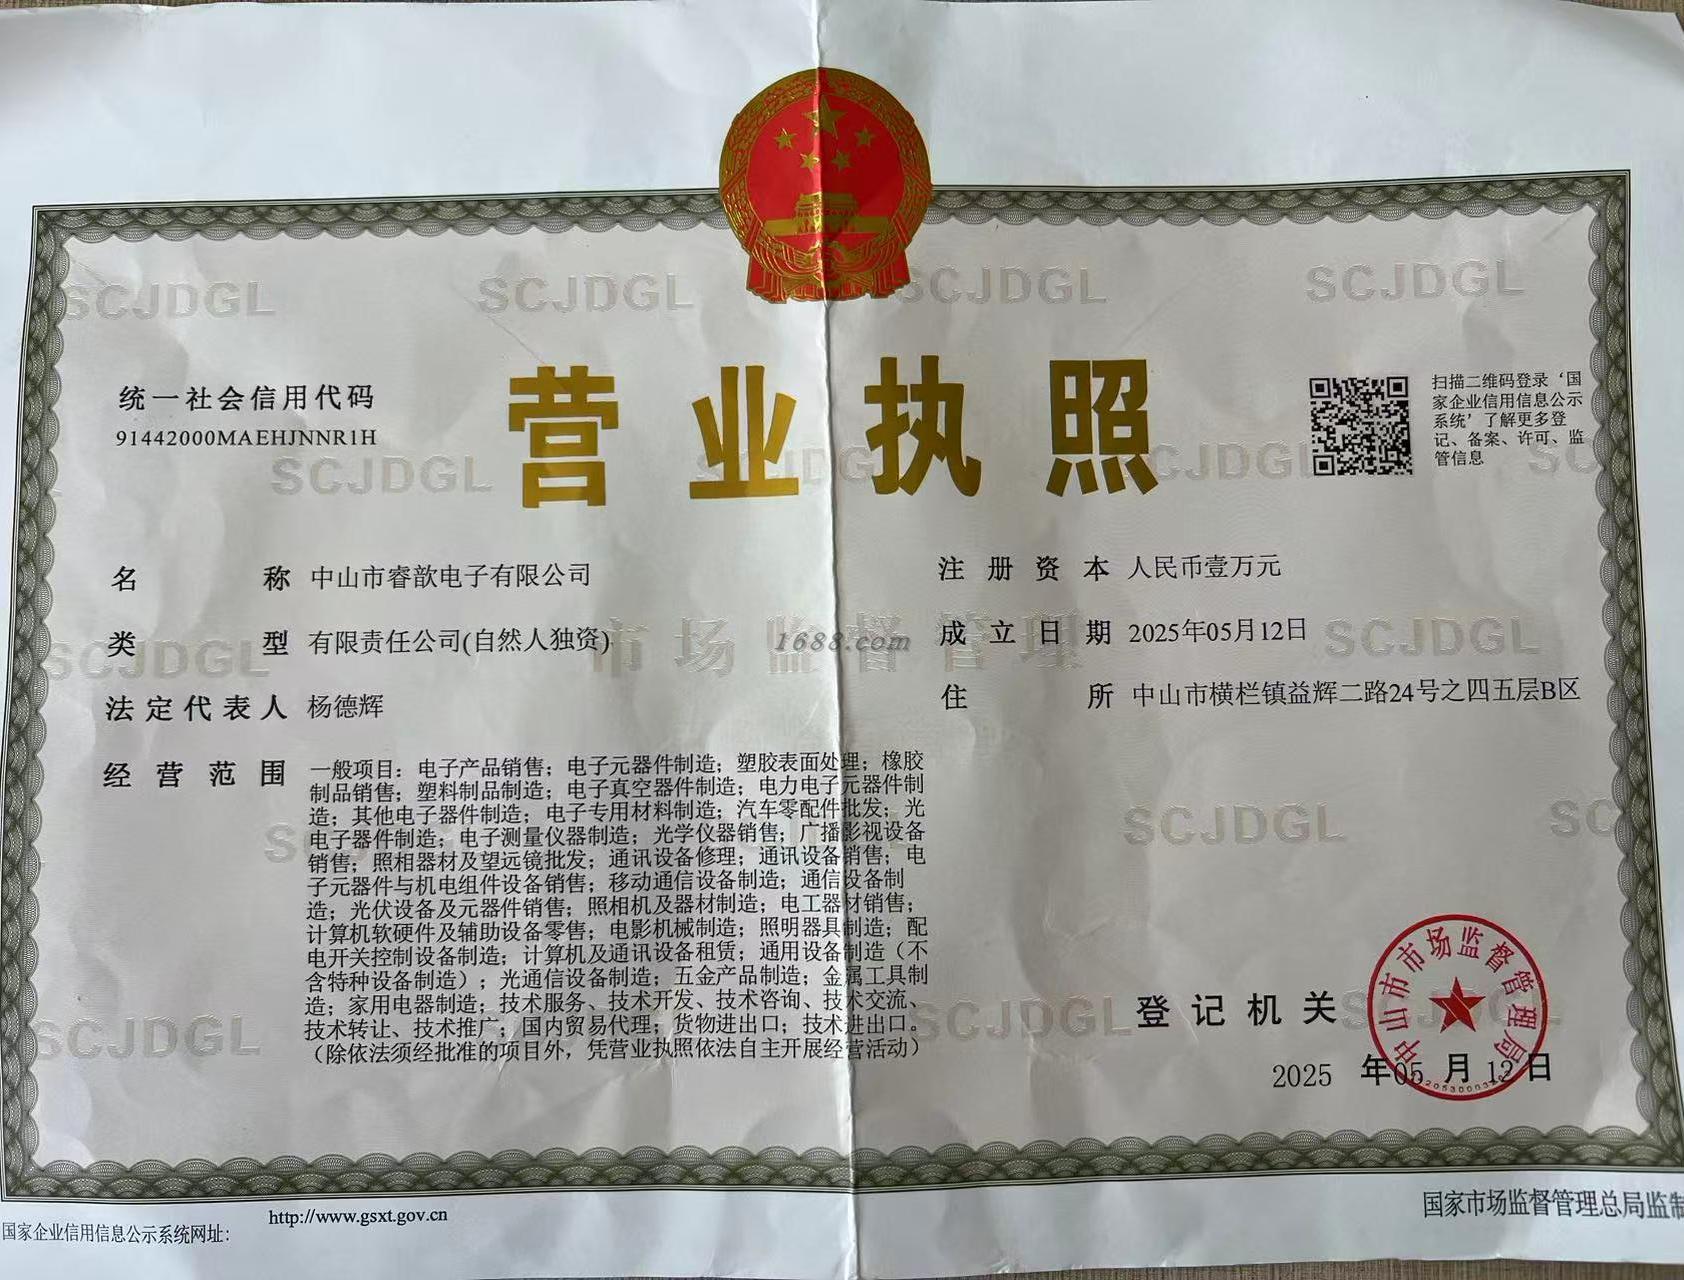 SCJDGL SCJDGL SCJDGL SCJDGL
营业执照
统一社会信用代码
91442000MAEHJNNR1H
扫描二维码登录‘国
家企业信用信息公示
系统’了解更多登
记、备案、许可、监
管信息
SCJDGL
名称 中山市睿歆电子有限公司
类型 有限责任公司(自然人独资)
法定代表人 杨德辉
经营范围 一般项目：电子产品销售；电子元器件制造；塑胶表面处理；橡胶
制品销售；塑料制品制造；电子真空器件制造；电力电子元器件制
造；其他电子器件制造；电子专用材料制造；汽车零配件批发；光
电子器件制造；电子测量仪器制造；光学仪器销售；广播影视设备
销售；照相器材及望远镜批发；通讯设备修理；通讯设备销售；电
子元器件与机电组件设备销售；移动通信设备制造；通信设备制
造；光伏设备及元器件销售；照相机及器材制造；电工器材销售；
计算机软硬件及辅助设备零售；电影机械制造；照明器具制造；配
电开关控制设备制造；计算机及通讯设备租赁；通用设备制造（不
含特种设备制造）；光通信设备制造；五金产品制造；金属工具制
造；家用电器制造；技术服务、技术开发、技术咨询、技术交流、
技术转让、技术推广；国内贸易代理；货物进出口；技术进出口。
（除依法须经批准的项目外，凭营业执照依法自主开展经营活动）
注册资本 人民币壹万元
成立日期 2025年05月12日
住所 中山市横栏镇益辉二路24号之四五层B区
市场监督管理
1688.com
SCJDGL
SCJDGL
SCJDGL
SCJDGL
SCJDGL
登记机关
中山市市场监督管理局
2025 年05 月 12 日
国家企业信用信息公示系统网址：
http://www.gsxt.gov.cn
国家市场监督管理总局监制